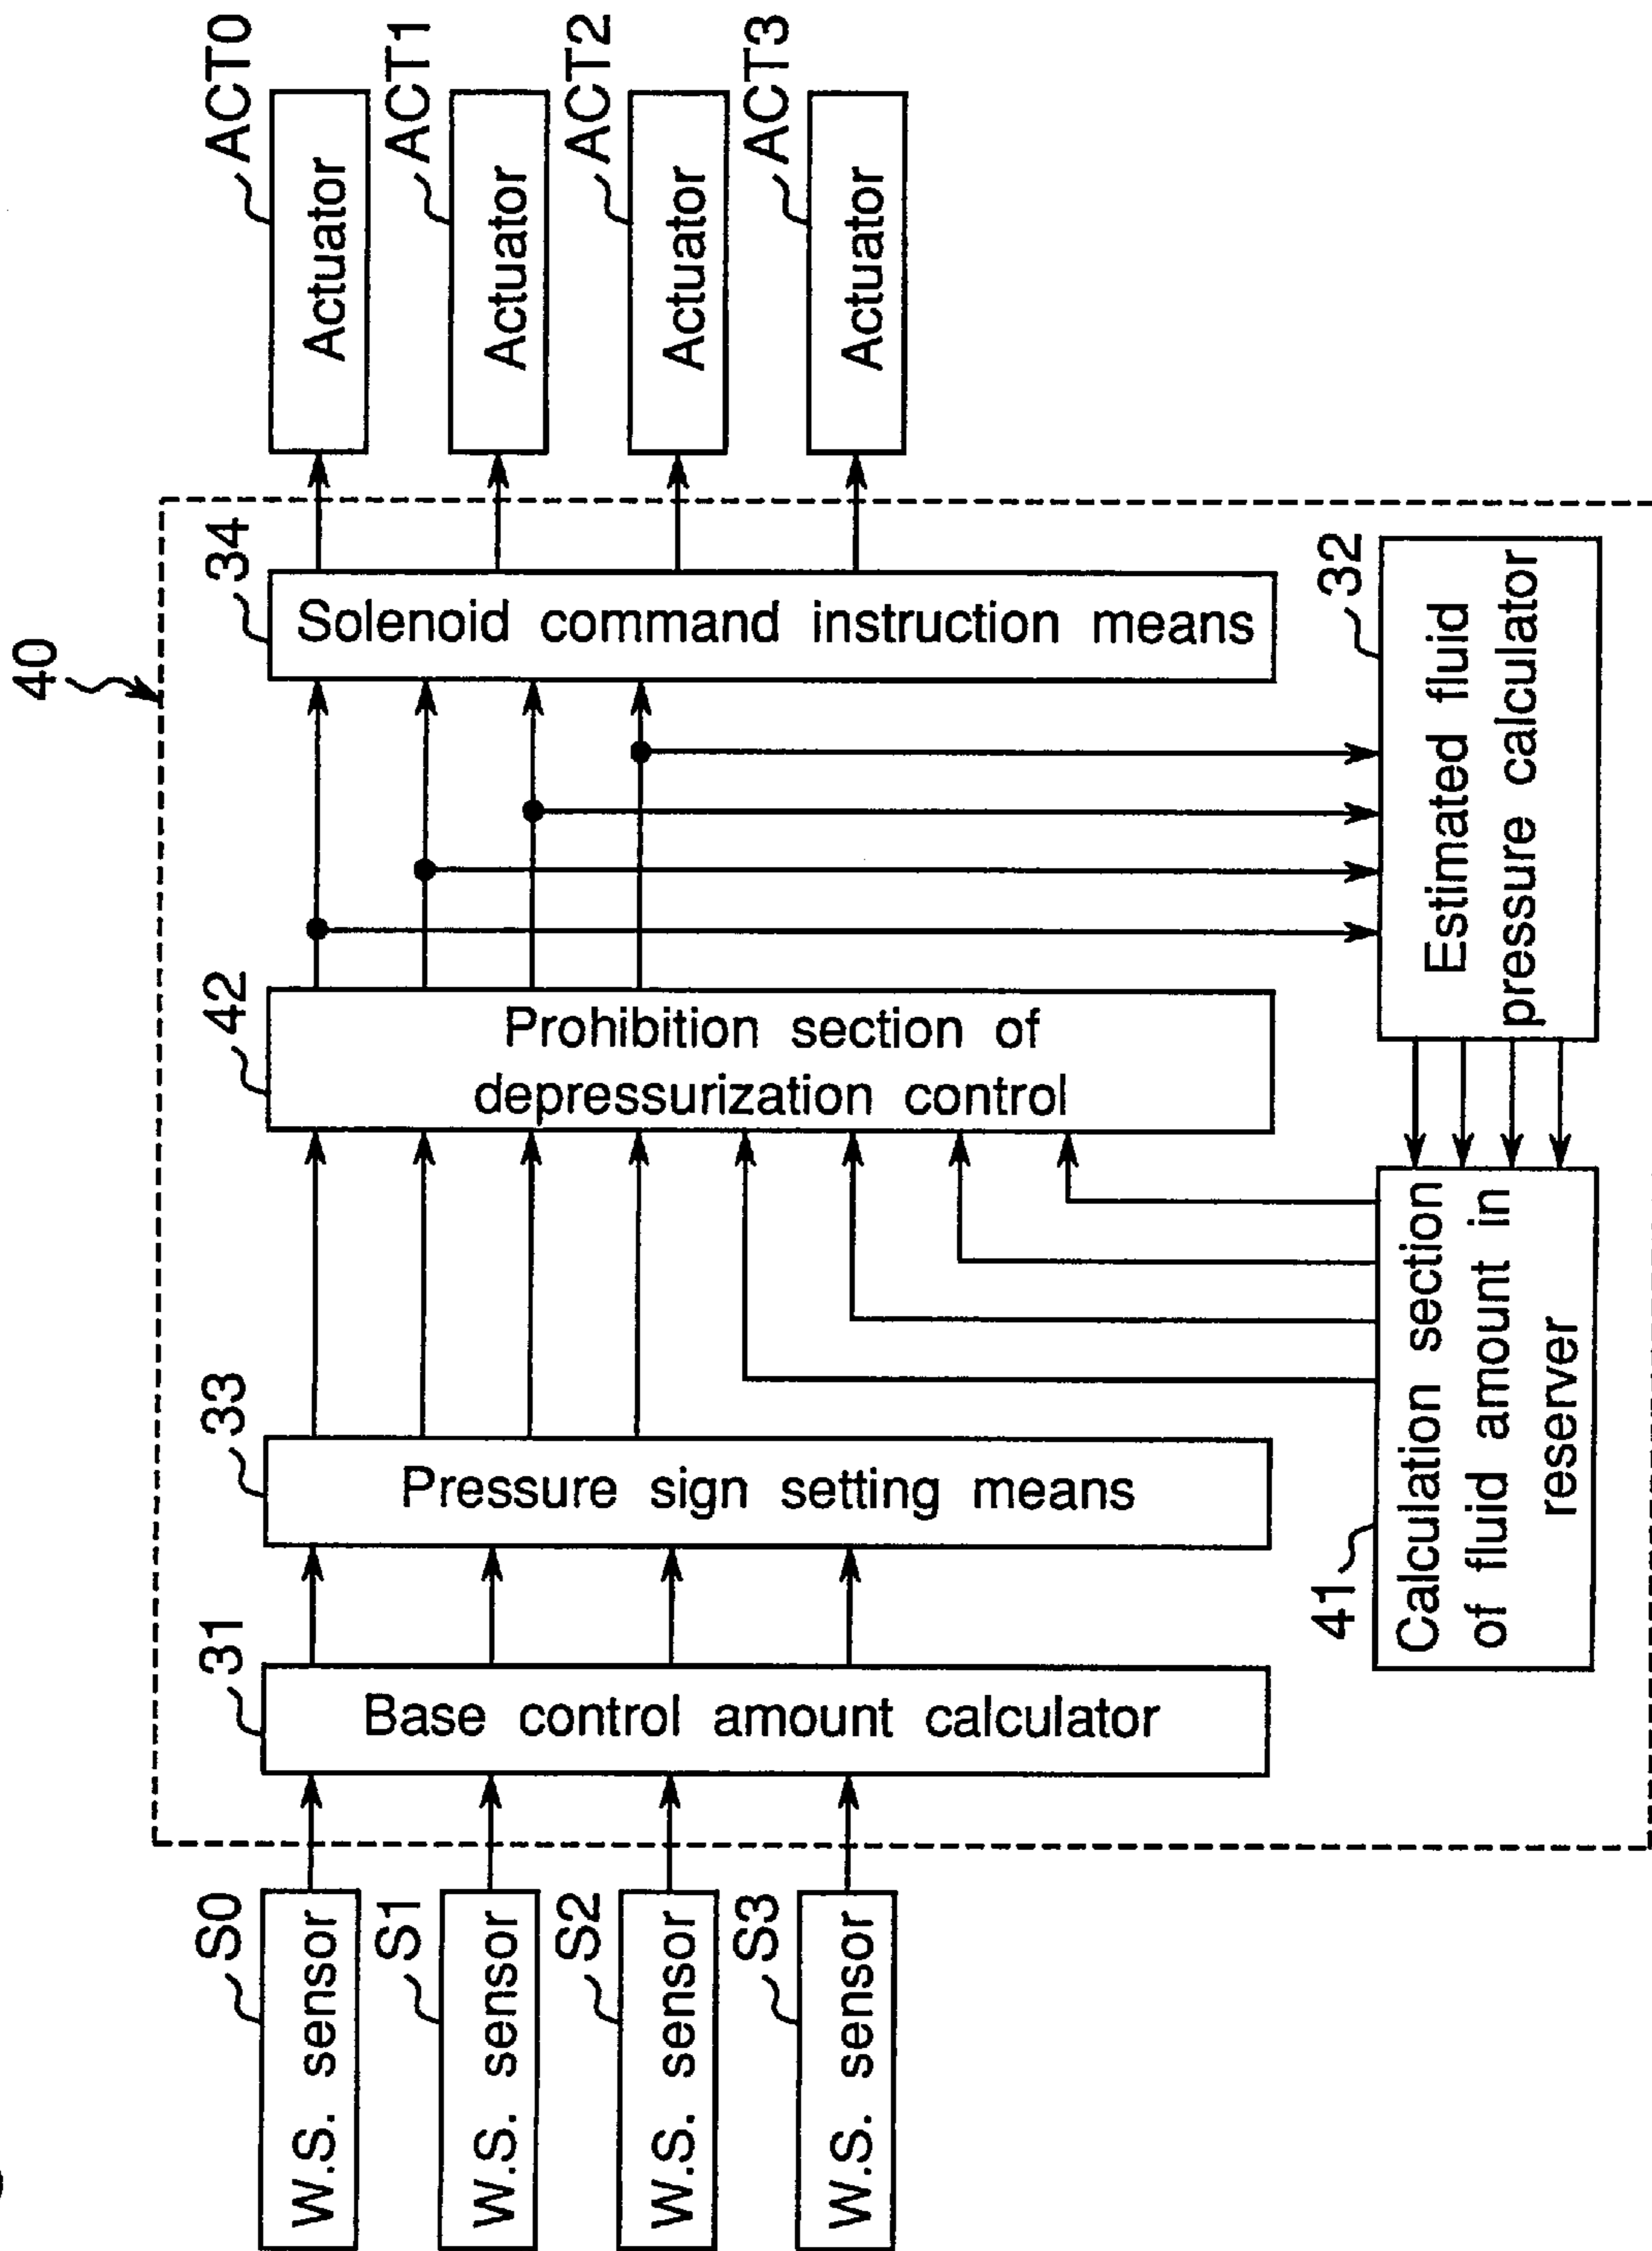 40
S0
W.S. sensor
S1
W.S. sensor
S2
W.S. sensor
S3
W.S. sensor
31
Base control amount calculator
33
Pressure sign setting means
42
Prohibition section of
depressurization control
34
Solenoid command instruction means
ACT0
Actuator
ACT1
Actuator
ACT2
Actuator
ACT3
Actuator
41
Calculation section
of fluid amount in
reserver
32
Estimated fluid
pressure calculator